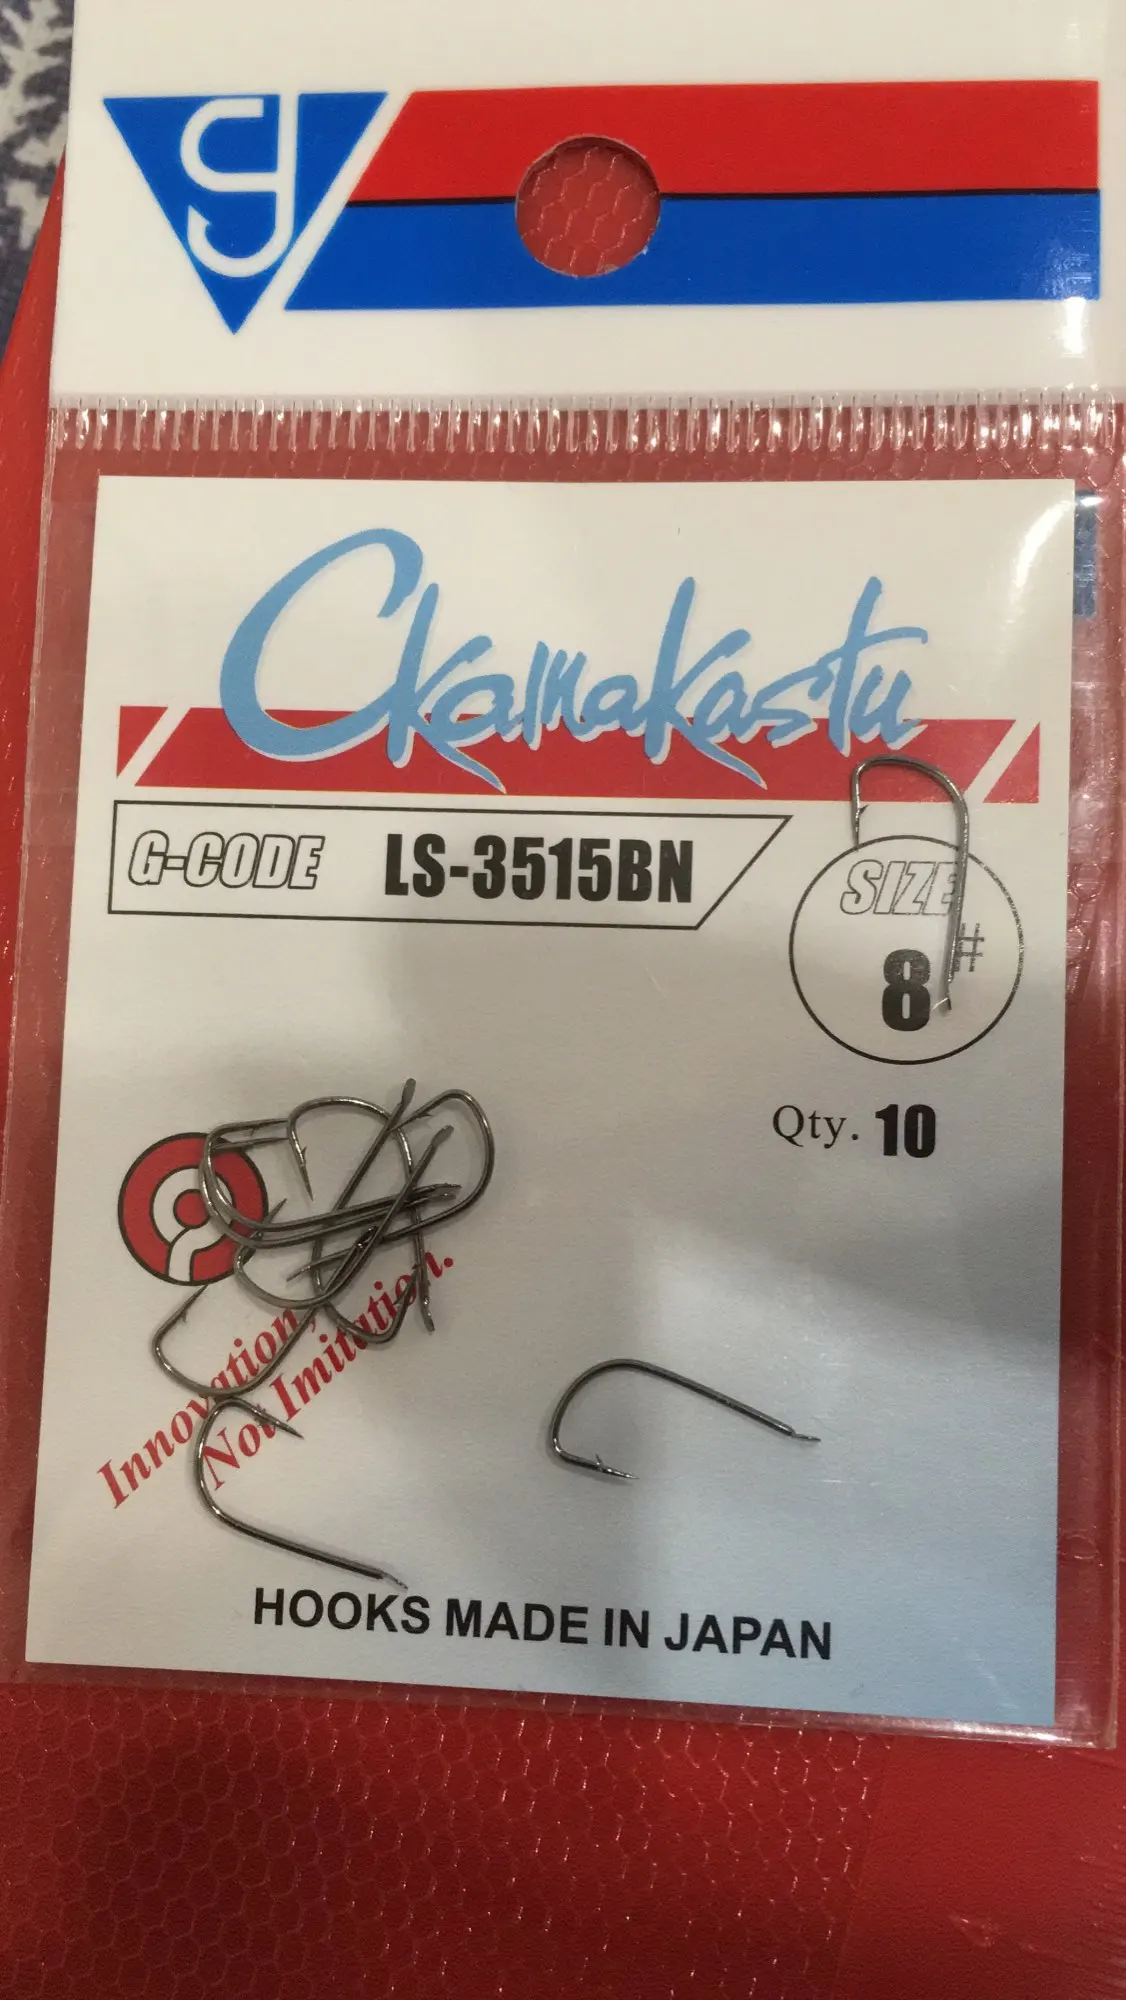 Ckamakastu
G-CODE LS-3515BN
SIZE
8#
Qty. 10
Innovation,
Not Imitation.
HOOKS MADE IN JAPAN